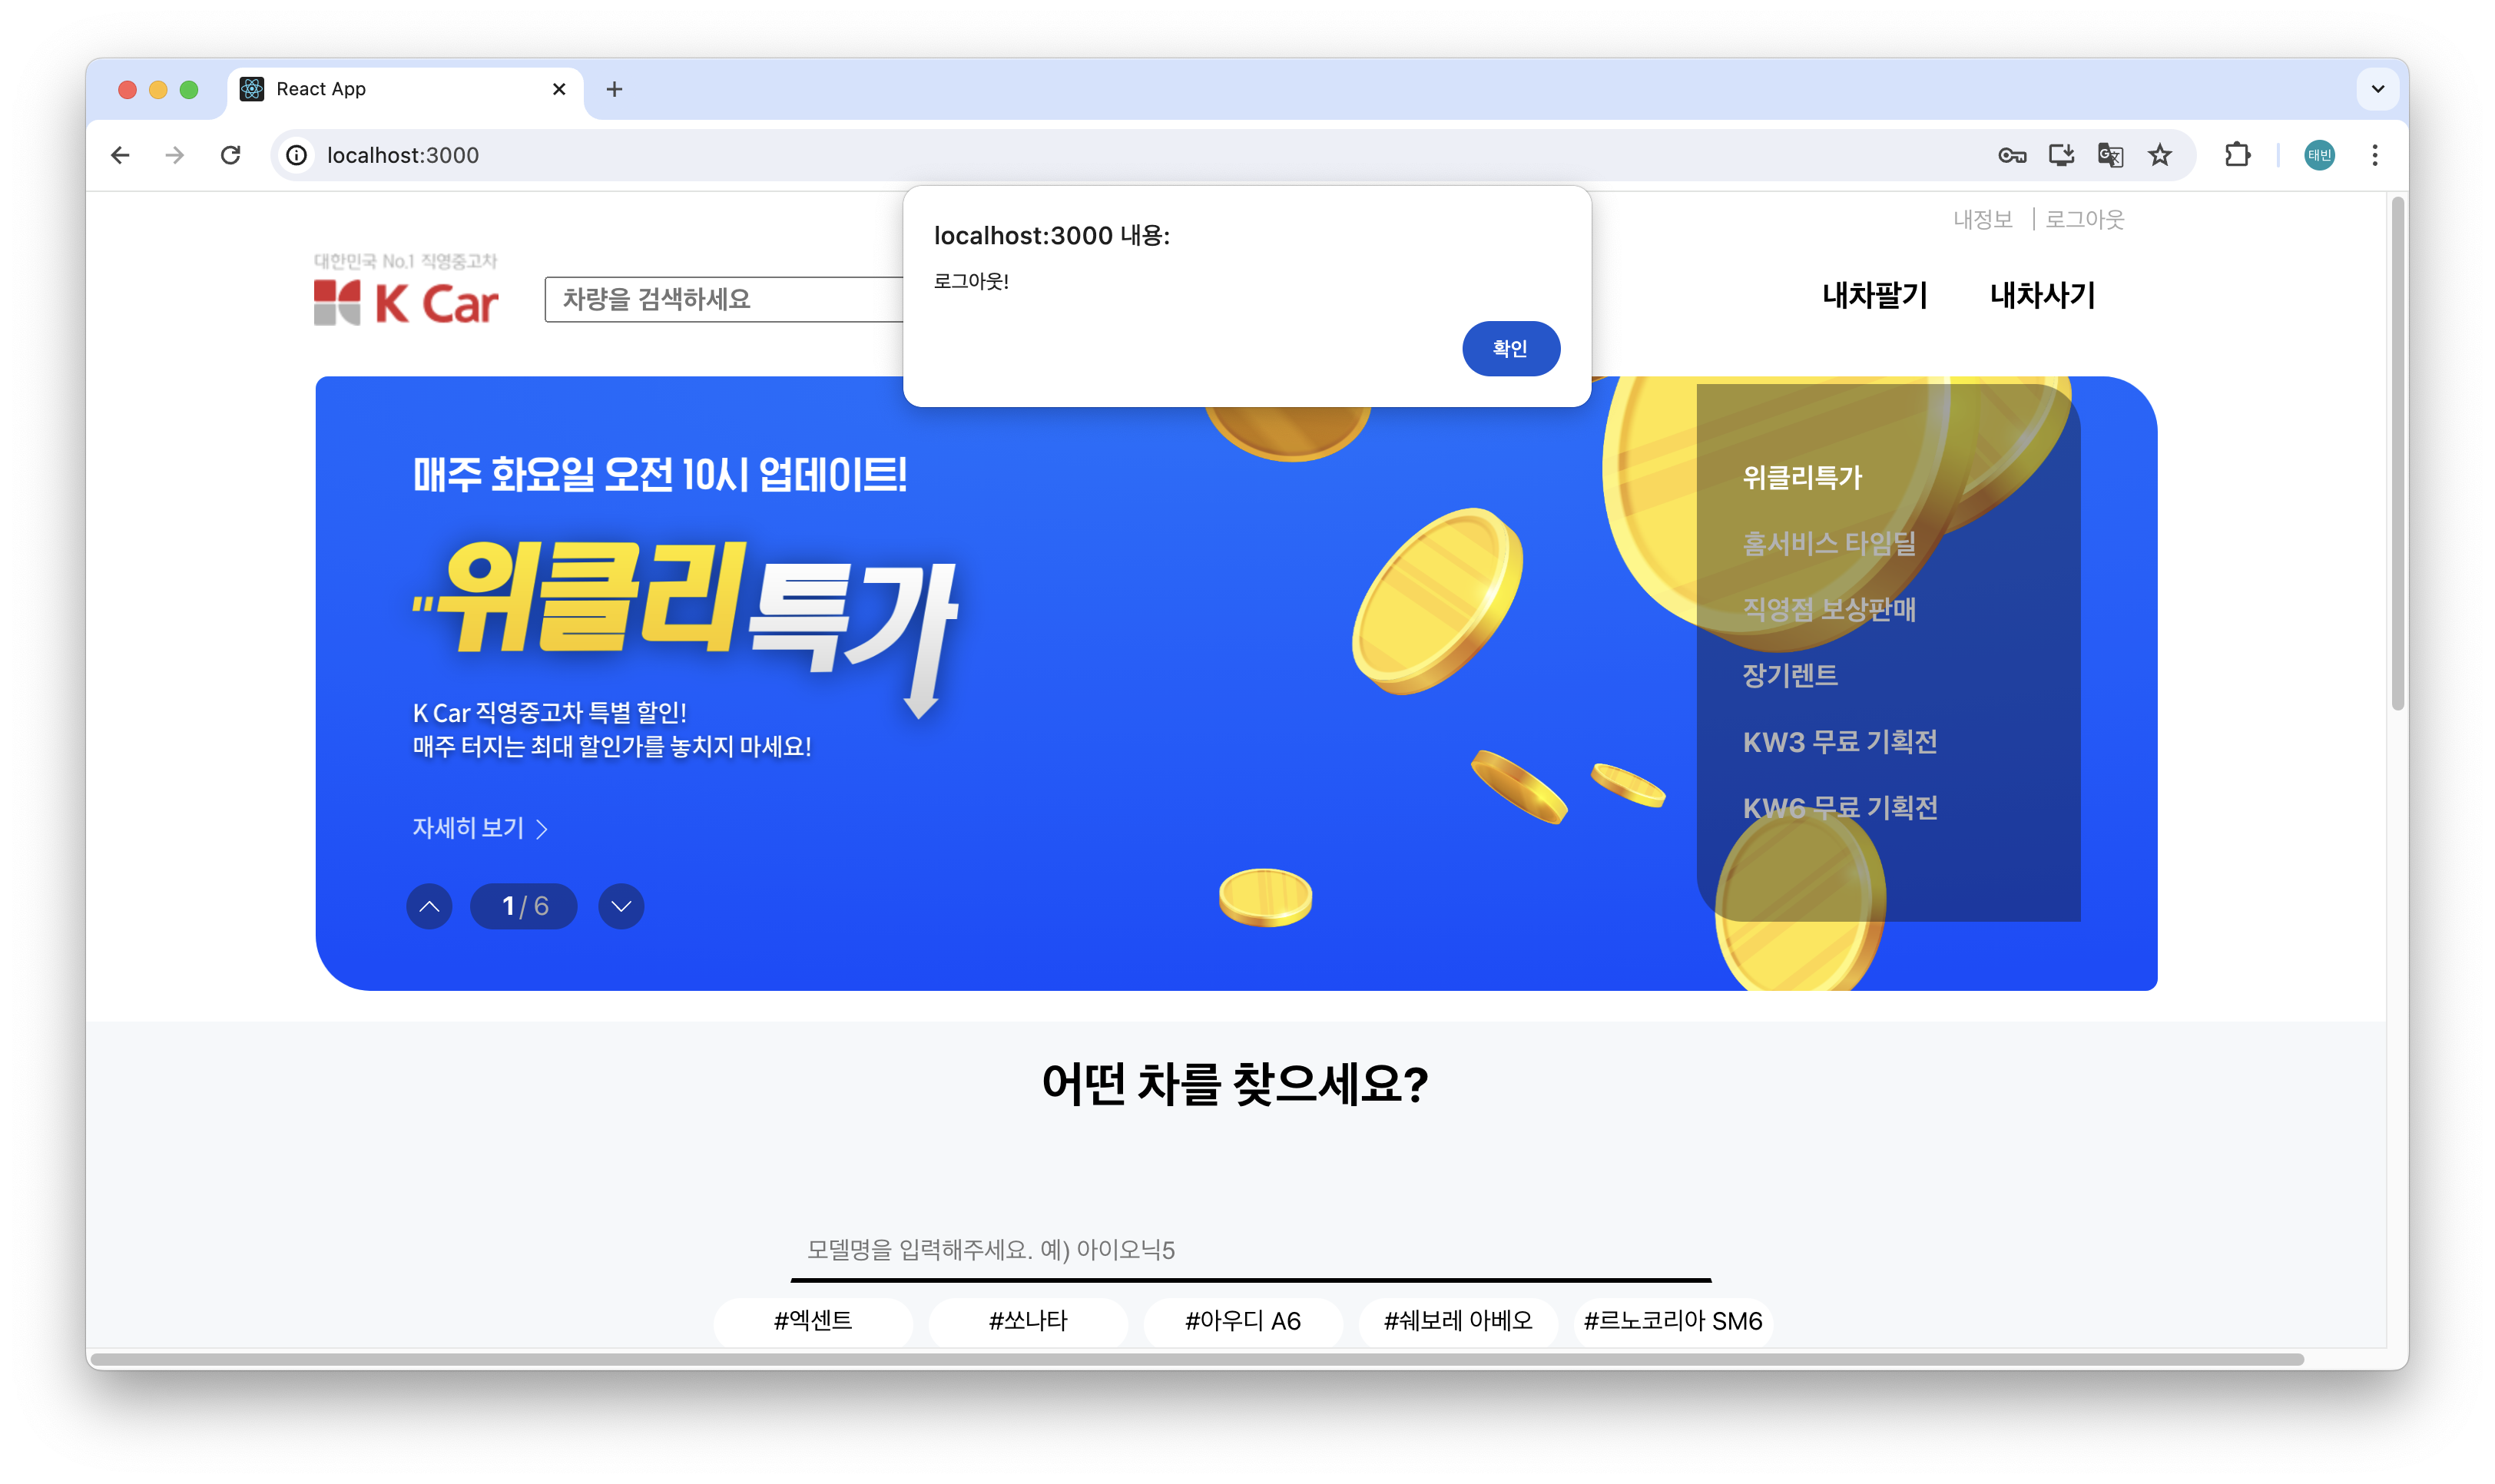 React App
localhost:3000
태빈
localhost:3000 내용:
로그아웃!
확인
내정보 | 로그아웃
대한민국 No.1 직영중고차
K Car
차량을 검색하세요
내차팔기 내차사기
매주 화요일 오전 10시 업데이트!
"위클리특가
K Car 직영중고차 특별 할인!
매주 터지는 최대 할인가를 놓치지 마세요!
자세히 보기
1 / 6
위클리특가
홈서비스 타임딜
직영점 보상판매
장기렌트
KW3 무료 기획전
KW6 무료 기획전
어떤 차를 찾으세요?
모델명을 입력해주세요. 예) 아이오닉5
#엑센트 #쏘나타 #아우디 A6 #쉐보레 아베오 #르노코리아 SM6